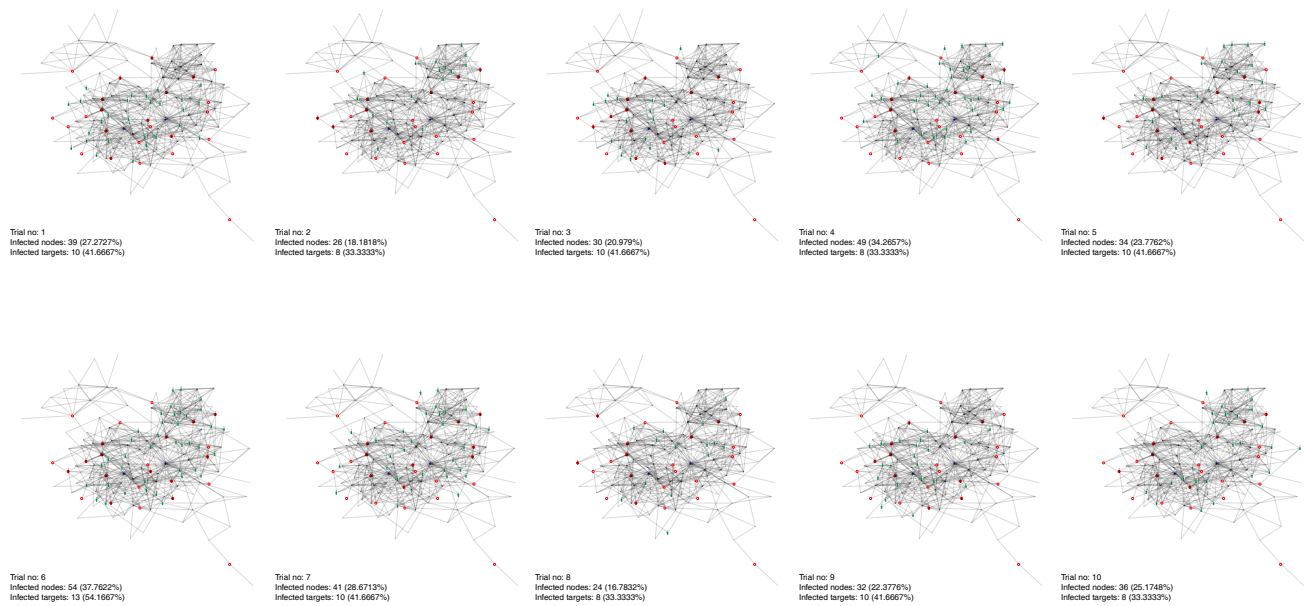 Trial no: 1
Infected nodes: 39 (27.2727%)
Infected targets: 10 (41.6667%)
Trial no: 2
Infected nodes: 26 (18.1818%)
Infected targets: 8 (33.3333%)
Trial no: 3
Infected nodes: 30 (20.979%)
Infected targets: 10 (41.6667%)
Trial no: 4
Infected nodes: 49 (34.2657%)
Infected targets: 8 (33.3333%)
Trial no: 5
Infected nodes: 34 (23.7762%)
Infected targets: 10 (41.6667%)
Trial no: 6
Infected nodes: 54 (37.7622%)
Infected targets: 13 (54.1667%)
Trial no: 7
Infected nodes: 41 (28.6713%)
Infected targets: 10 (41.6667%)
Trial no: 8
Infected nodes: 24 (16.7832%)
Infected targets: 8 (33.3333%)
Trial no: 9
Infected nodes: 32 (22.3776%)
Infected targets: 10 (41.6667%)
Trial no: 10
Infected nodes: 36 (25.1748%)
Infected targets: 8 (33.3333%)